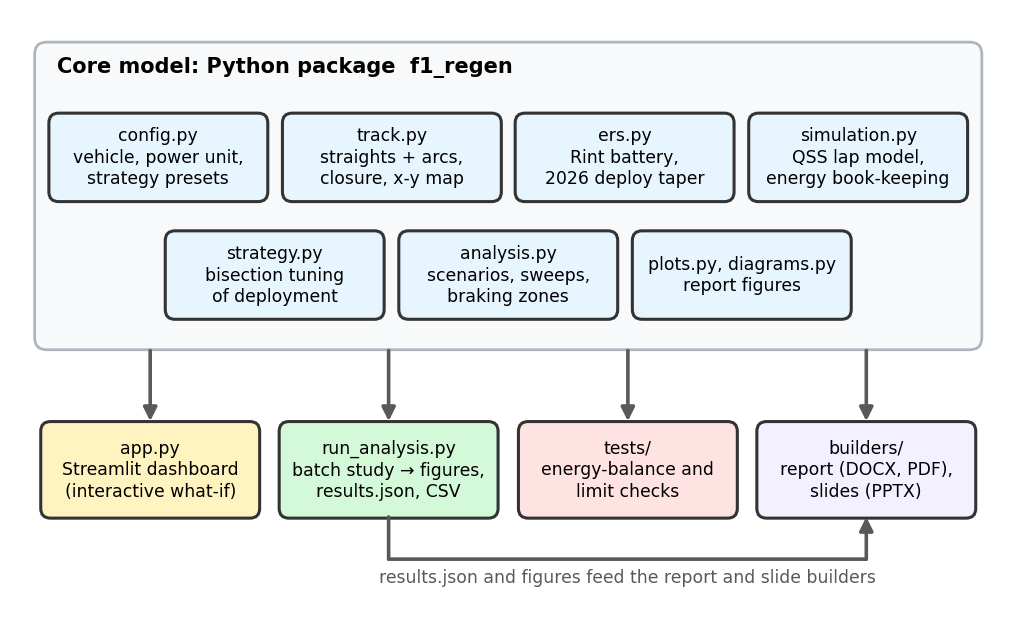 Core model: Python package  f1_regen
config.py
vehicle, power unit,
strategy presets
track.py
straights + arcs,
closure, x-y map
ers.py
Rint battery,
2026 deploy taper
simulation.py
QSS lap model,
energy book-keeping
strategy.py
bisection tuning
of deployment
analysis.py
scenarios, sweeps,
braking zones
plots.py, diagrams.py
report figures
app.py
Streamlit dashboard
(interactive what-if)
run_analysis.py
batch study → figures,
results.json, CSV
tests/
energy-balance and
limit checks
builders/
report (DOCX, PDF),
slides (PPTX)
results.json and figures feed the report and slide builders